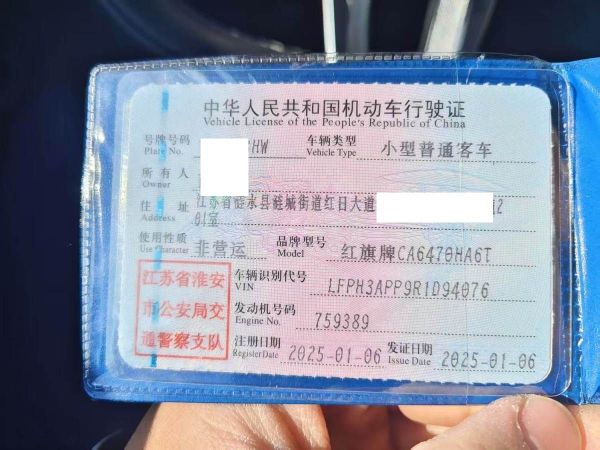 中华人民共和国机动车行驶证
Vehicle License of the People's Republic of China
号牌号码 HW 车辆类型 小型普通客车
Plate No. Vehicle Type
所有人
Owner
住址 江苏省涟水县涟城街道红日大道
Address 01室
使用性质 非营运 品牌型号 红旗牌CA6470HA6T
Use Character Model
江苏省淮安 车辆识别代号
VIN LFPH3APP9R1D94076
市公安局交 发动机号码
Engine No. 759389
通警察支队 注册日期 2025-01-06 发证日期 2025-01-06
Register Date Issue Date